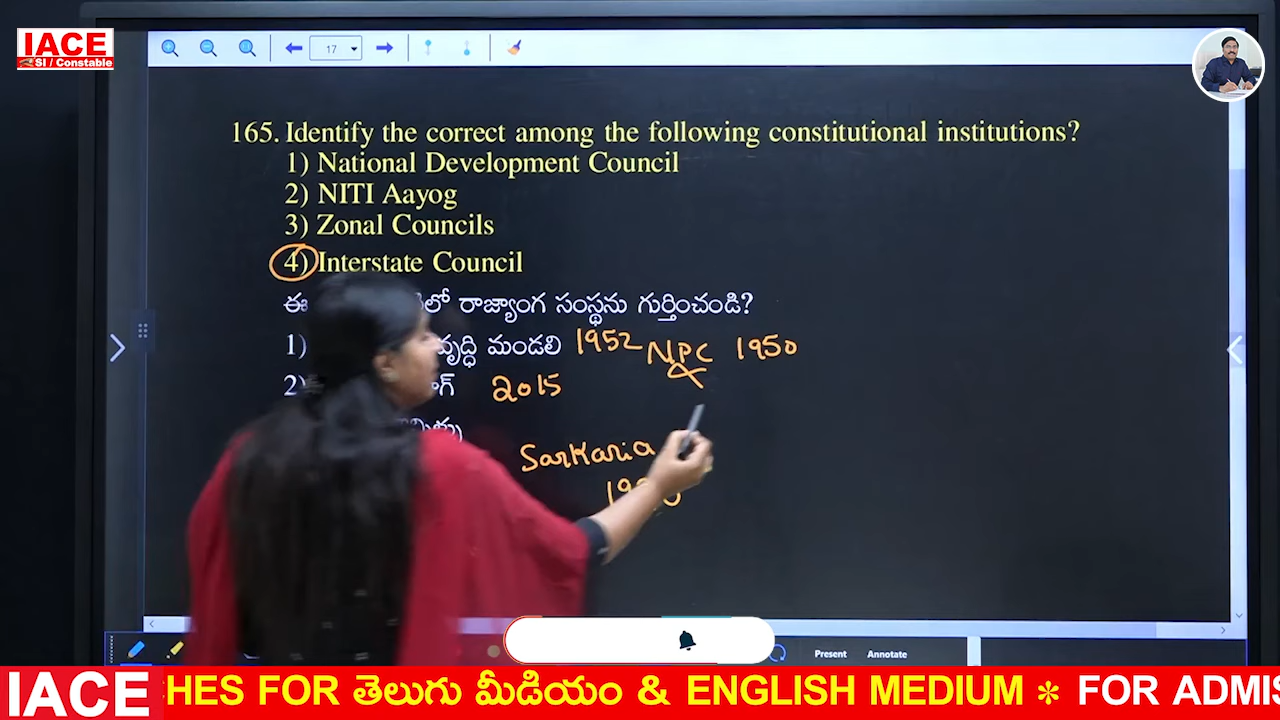 IACE
SI / Constable
17
165. Identify the correct among the following constitutional institutions?
1) National Development Council
2) NITI Aayog
3) Zonal Councils
4) Interstate Council
ఈ లో రాజ్యాంగ సంస్థను గుర్తించండి?
1) మండలి 1952 NPC 1950
2) 2015
Sarkaria
Present Annotate
IACE HES FOR తెలుగు మీడియం & ENGLISH MEDIUM * FOR ADMIS